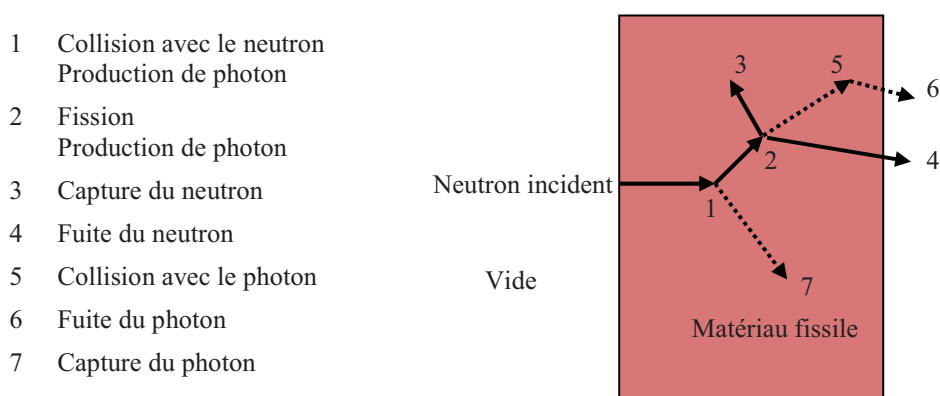 1 Collision avec le neutron
Production de photon
2 Fission
Production de photon
3 Capture du neutron
4 Fuite du neutron
5 Collision avec le photon
6 Fuite du photon
7 Capture du photon
3
5
6
2
4
Neutron incident
1
Vide
7
Matériau fissile